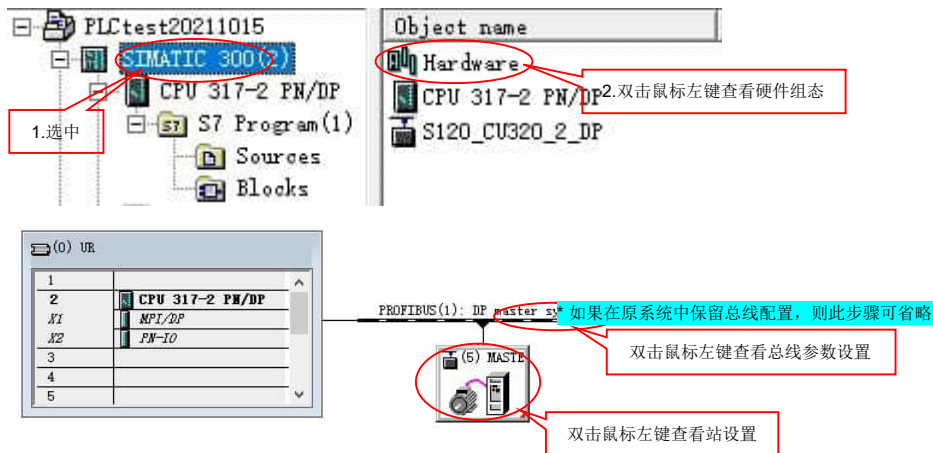 PLCtest20211015
SIMATIC 300(2)
CPU 317-2 PN/DP
S7 Program(1)
Sources
Blocks
1.选中
Object name
Hardware
CPU 317-2 PN/DP
S120_CU320_2_DP
2.双击鼠标左键查看硬件组态
(0) UR
1
2 CPU 317-2 PN/DP
X1 MPI/DP
X2 PN-IO
3
4
5
PROFIBUS(1): DP master sy
* 如果在原系统中保留总线配置，则此步骤可省略
双击鼠标左键查看总线参数设置
(5) MASTE
双击鼠标左键查看站设置